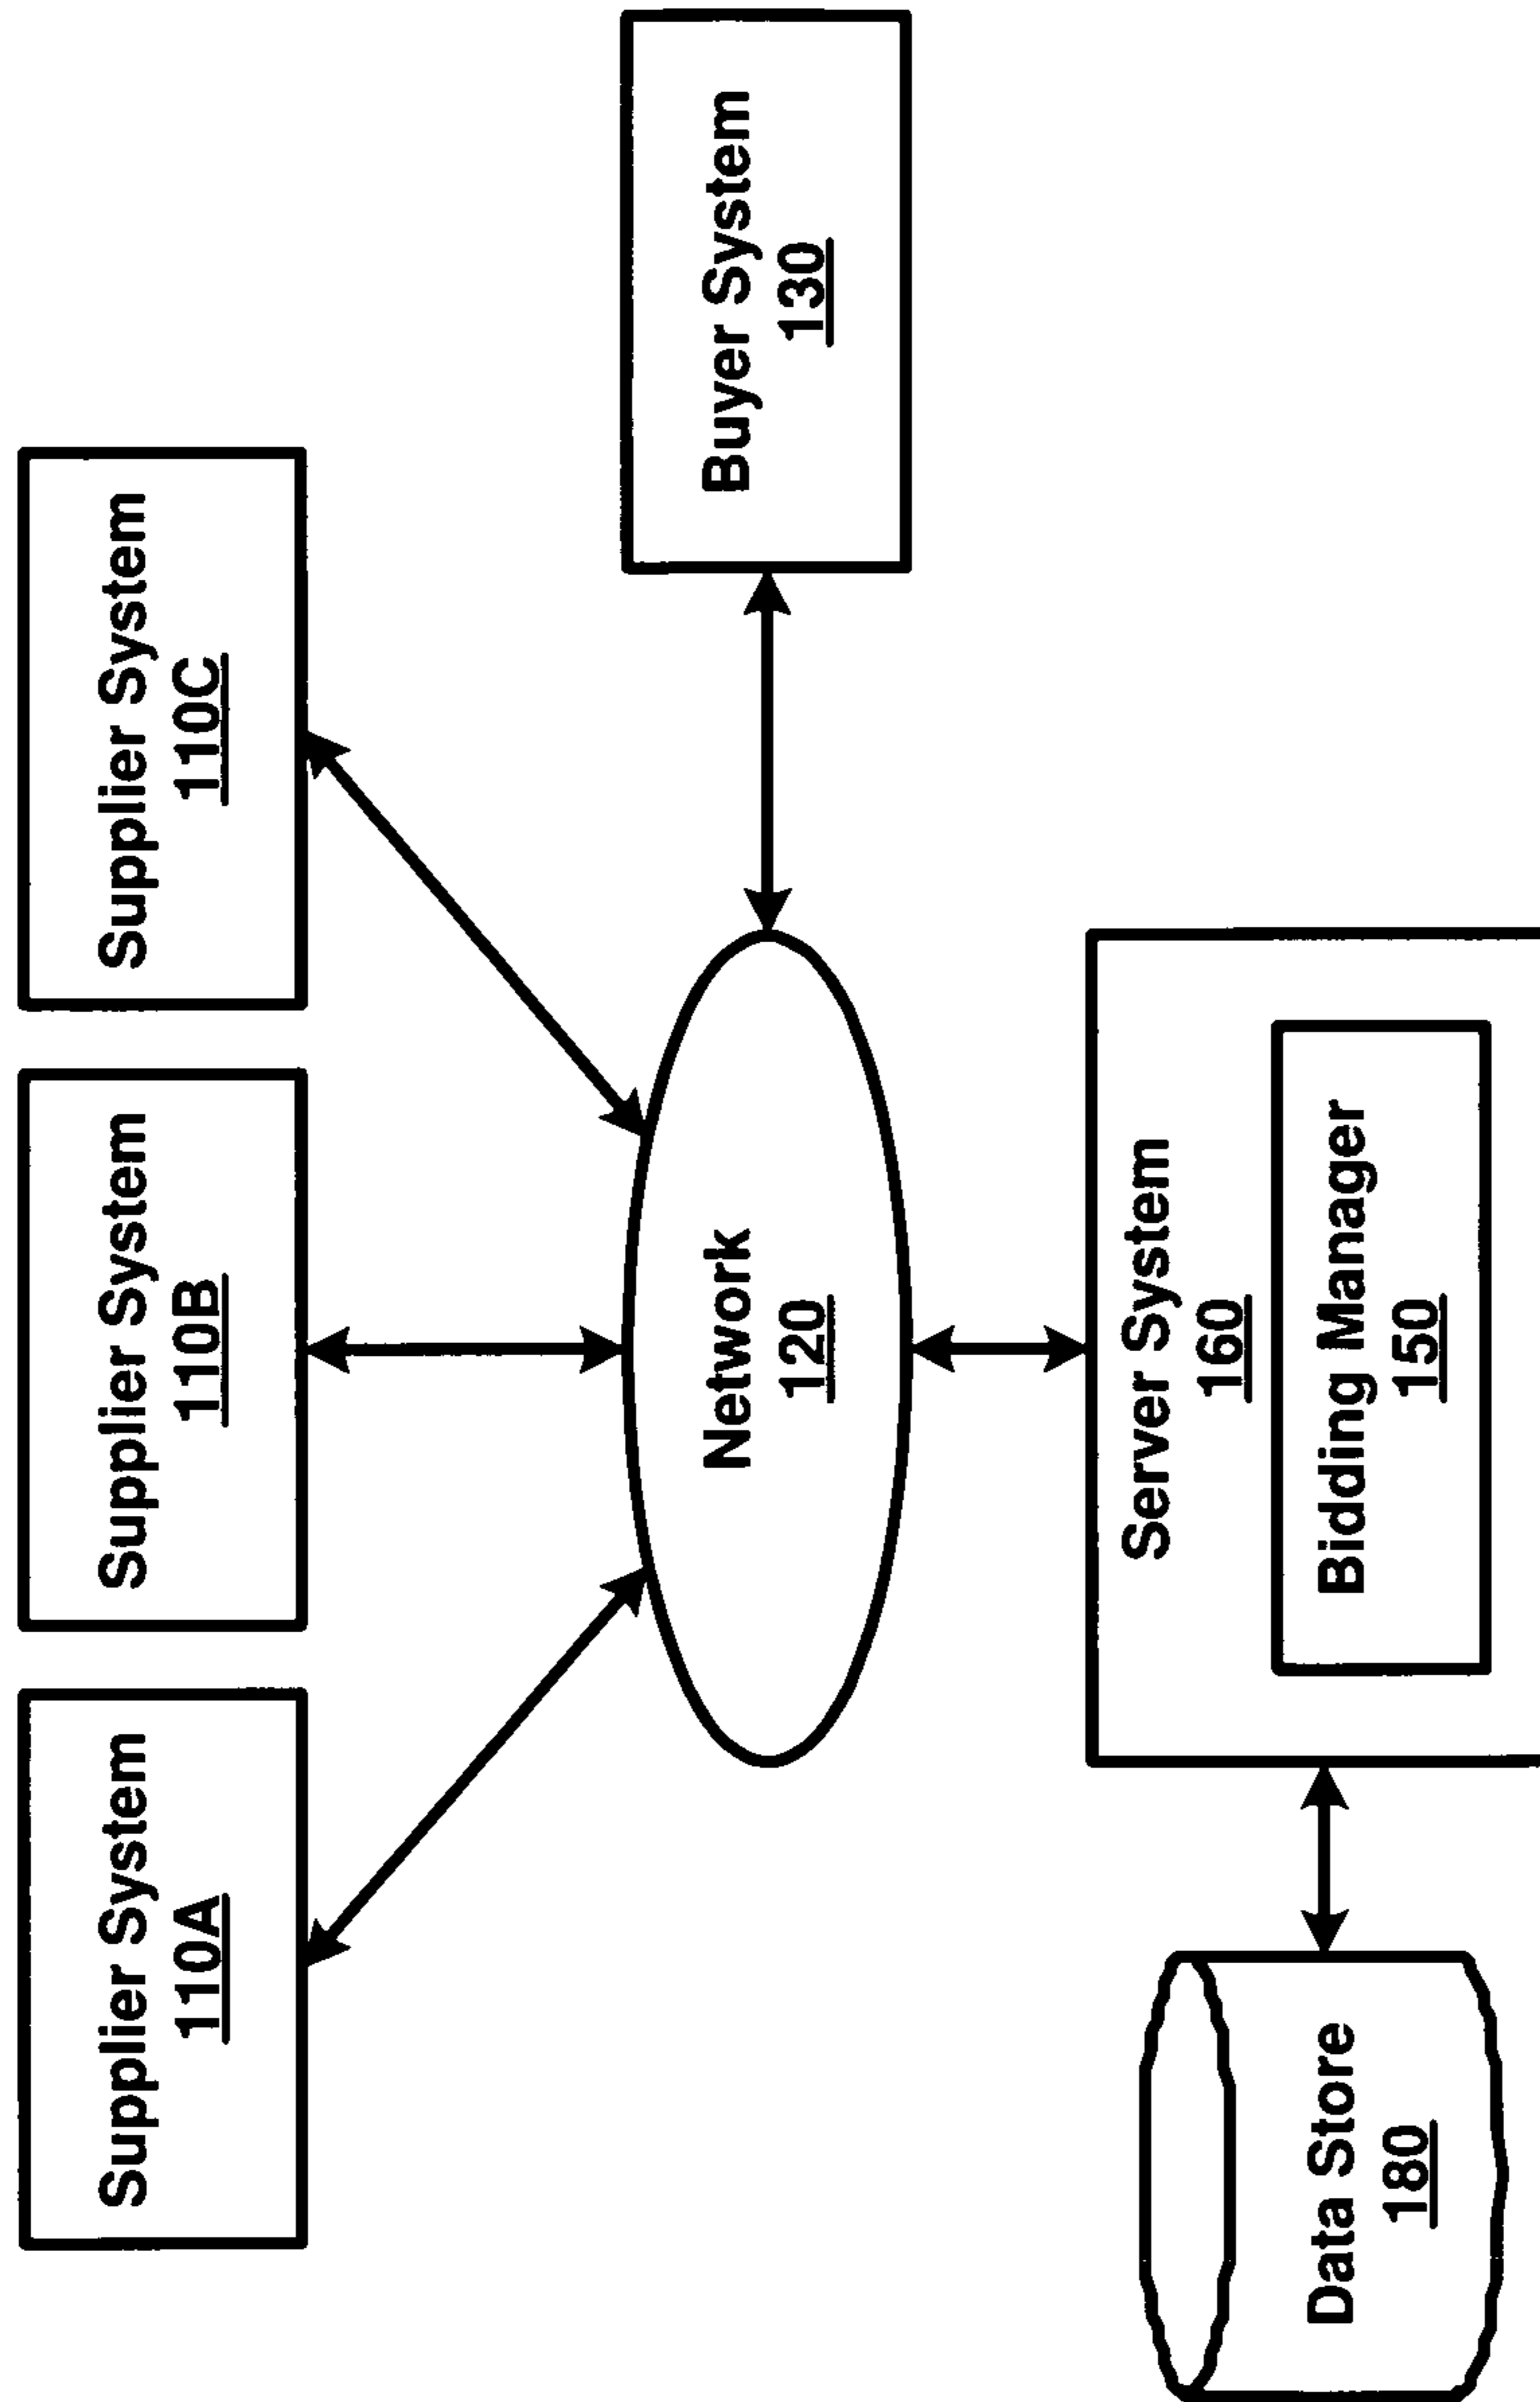 Supplier System
110A
Supplier System
110B
Supplier System
110C
Network
120
Buyer System
130
Server System
160
Bidding Manager
150
Data Store
180